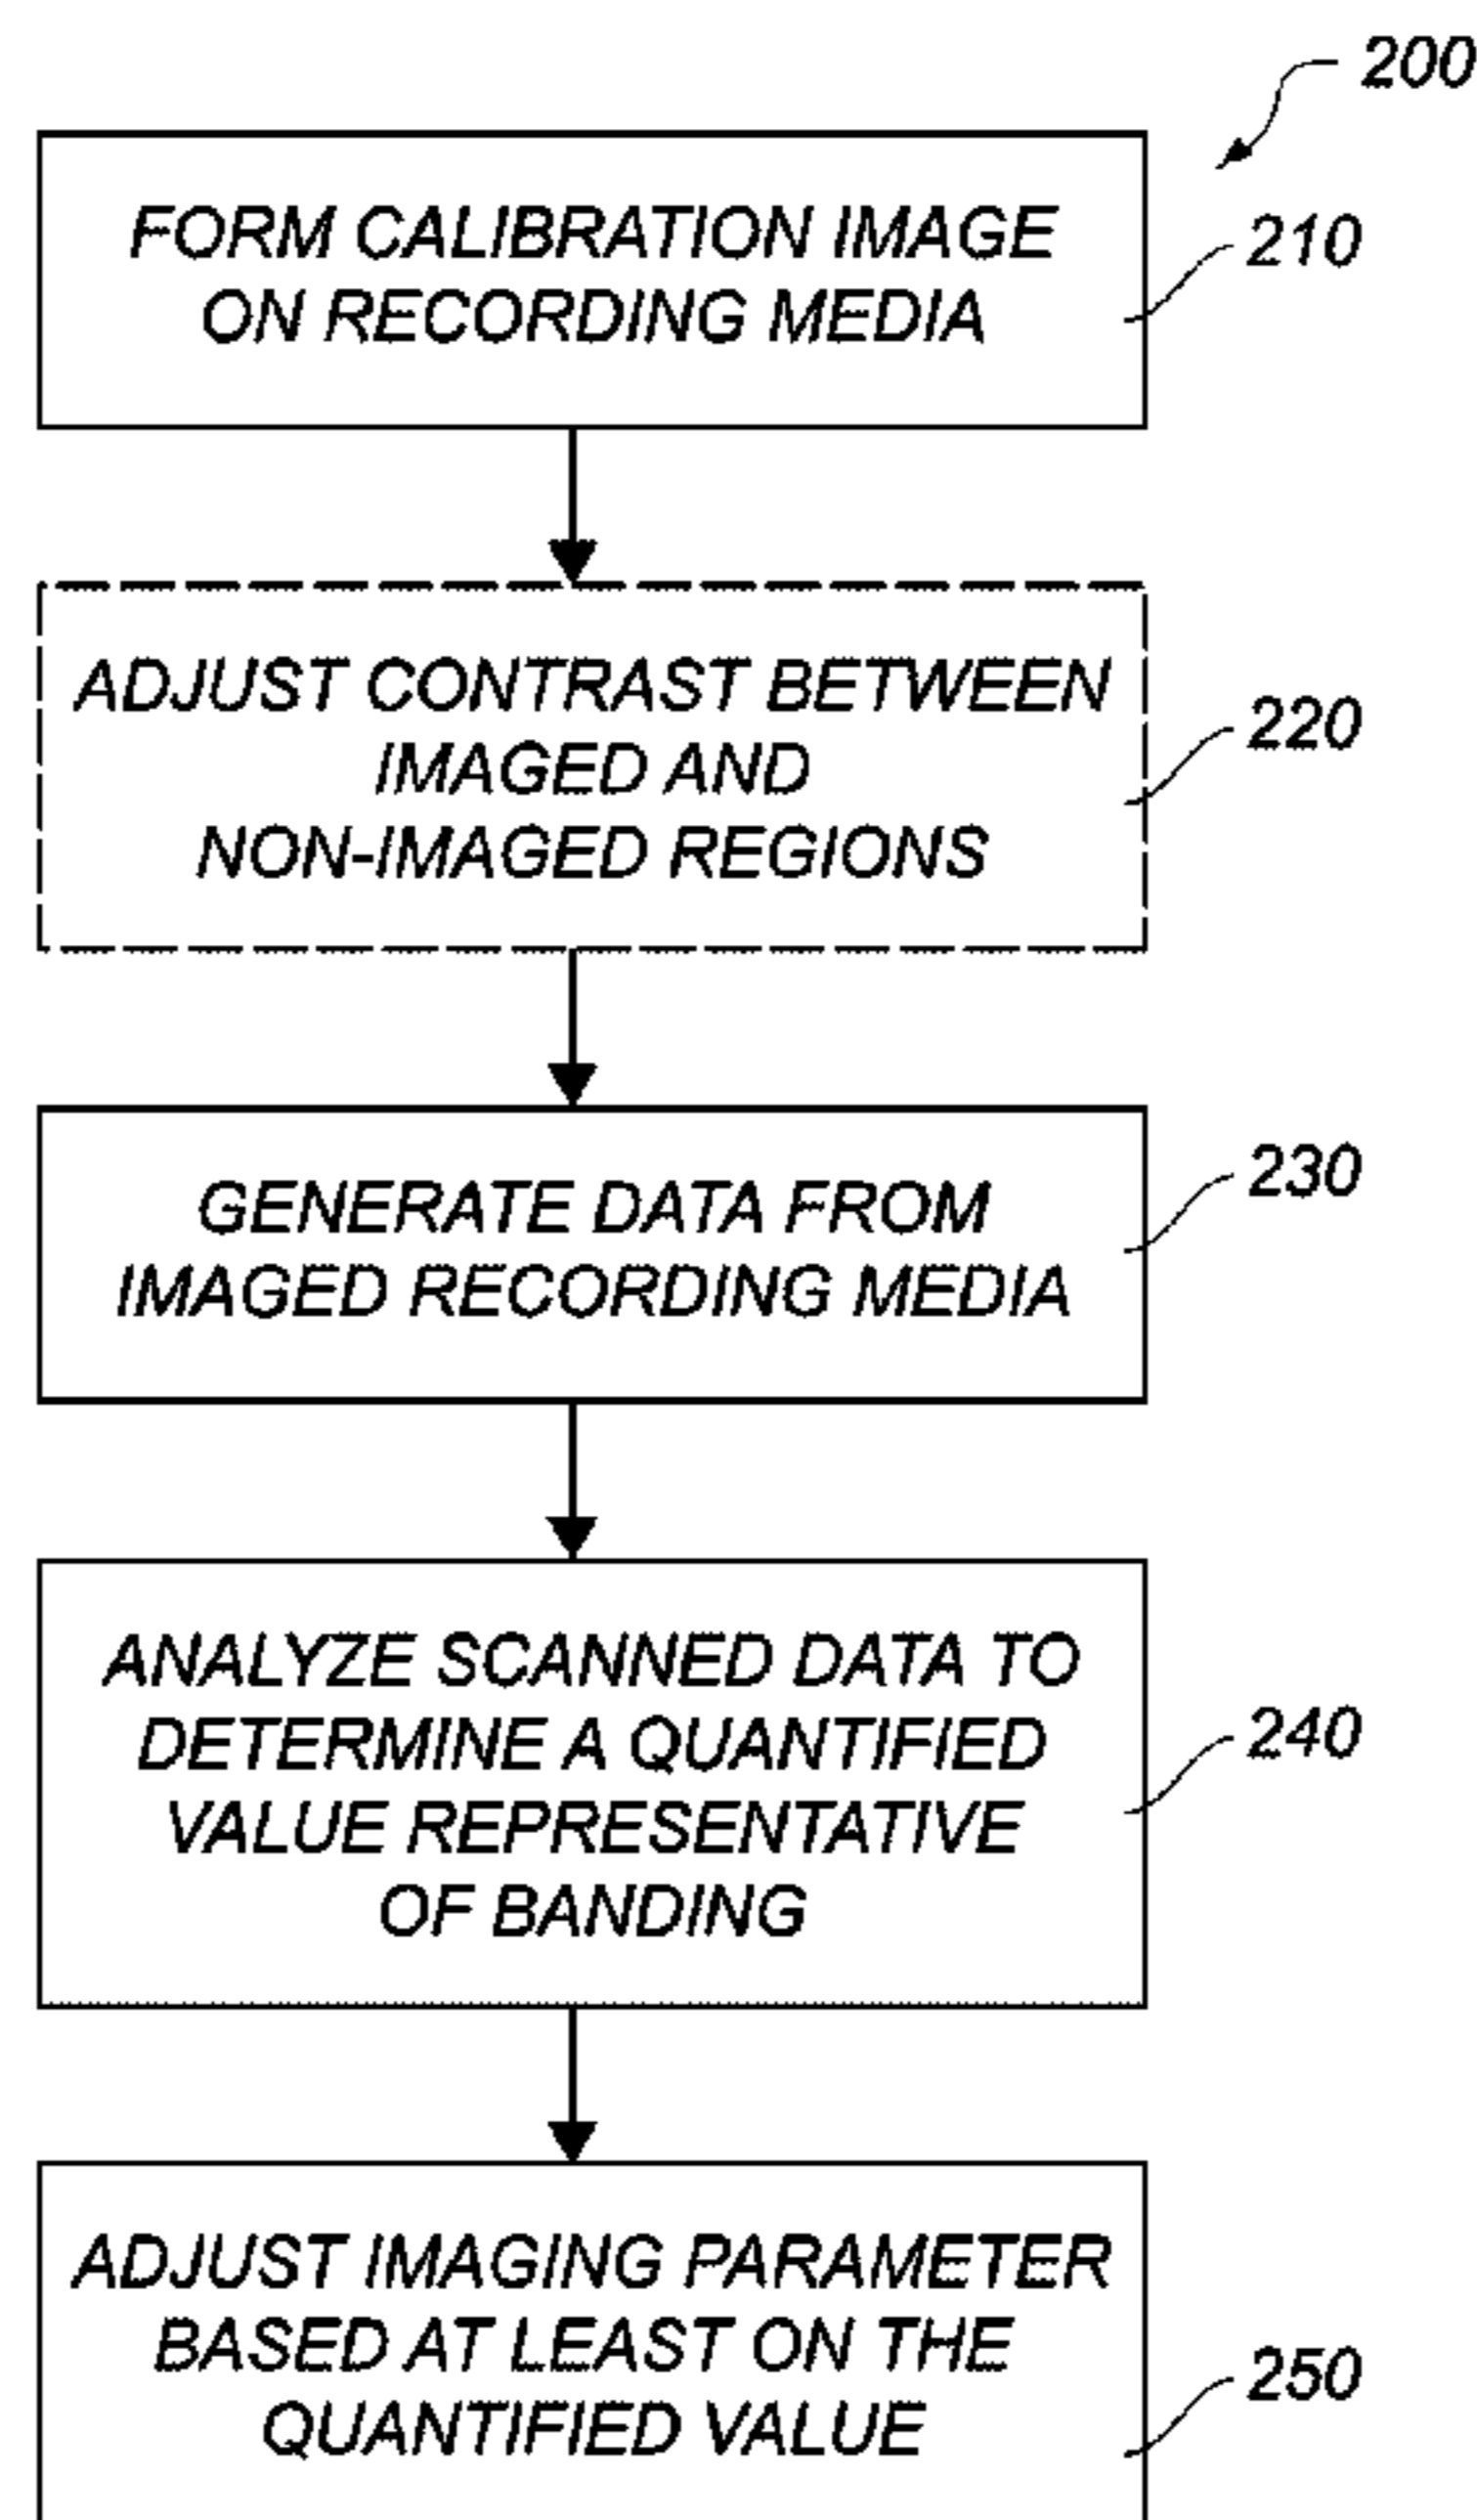 200
FORM CALIBRATION IMAGE
ON RECORDING MEDIA
210
ADJUST CONTRAST BETWEEN
IMAGED AND
NON-IMAGED REGIONS
220
GENERATE DATA FROM
IMAGED RECORDING MEDIA
230
ANALYZE SCANNED DATA TO
DETERMINE A QUANTIFIED
VALUE REPRESENTATIVE
OF BANDING
240
ADJUST IMAGING PARAMETER
BASED AT LEAST ON THE
QUANTIFIED VALUE
250